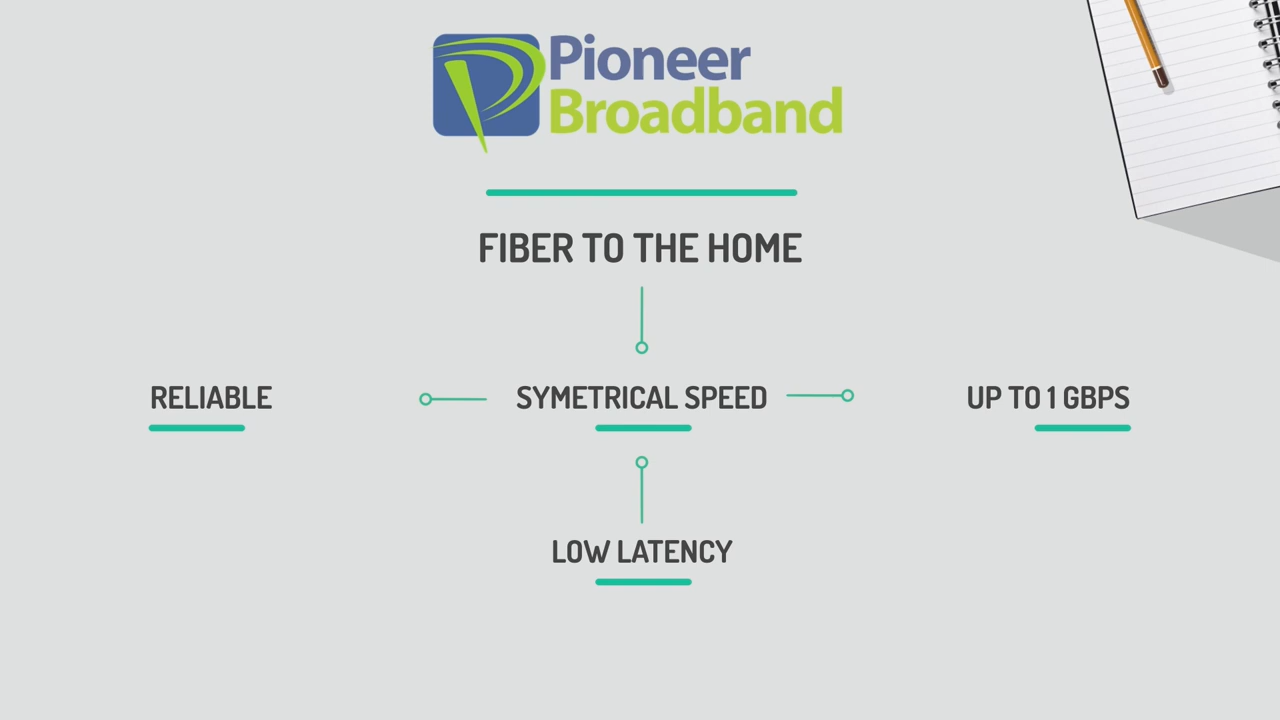 Pioneer
Broadband
FIBER TO THE HOME
RELIABLE
SYMETRICAL SPEED
UP TO 1 GBPS
LOW LATENCY